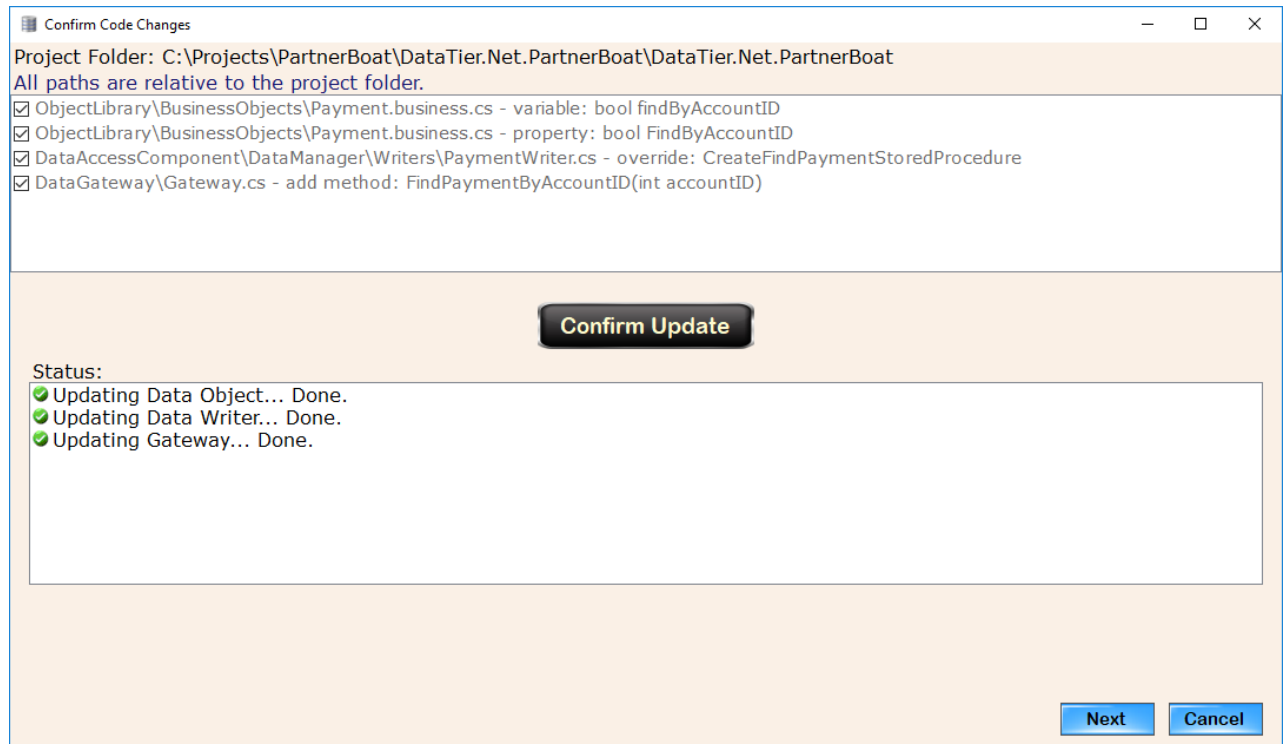 Confirm Code Changes
Project Folder: C:\Projects\PartnerBoat\DataTier.Net.PartnerBoat\DataTier.Net.PartnerBoat
All paths are relative to the project folder.
ObjectLibrary\BusinessObjects\Payment.business.cs - variable: bool findByAccountID
ObjectLibrary\BusinessObjects\Payment.business.cs - property: bool FindByAccountID
DataAccessComponent\DataManager\Writers\PaymentWriter.cs - override: CreateFindPaymentStoredProcedure
DataGateway\Gateway.cs - add method: FindPaymentByAccountID(int accountID)
Confirm Update
Status:
Updating Data Object... Done.
Updating Data Writer... Done.
Updating Gateway... Done.
Next Cancel